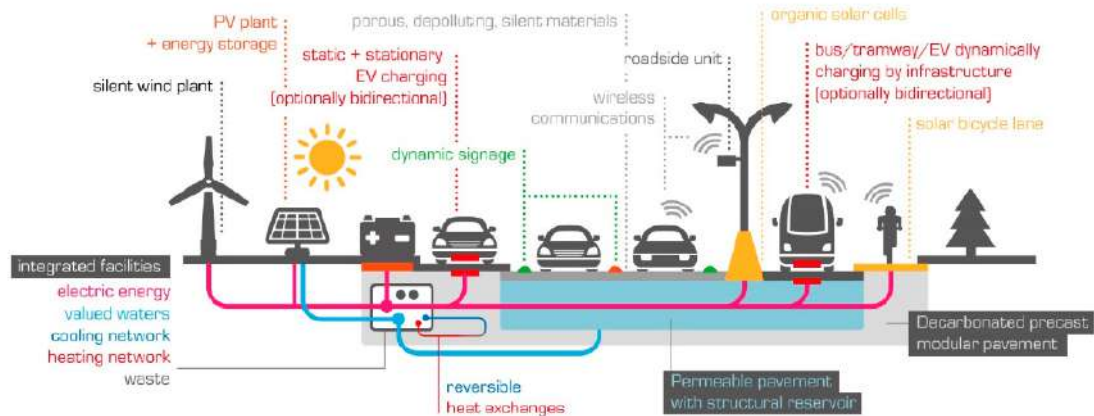 PV plant
+ energy storage
porous, depolluting, silent materials
organic solar cells
static + stationary
EV charging
(optionally bidirectional)
roadside unit
bus/tramway/EV dynamically
charging by infrastructure
(optionally bidirectional)
silent wind plant
wireless
communications
solar bicycle lane
dynamic signage
integrated facilities
electric energy
valued waters
cooling network
heating network
waste
reversible
heat exchanges
Permeable pavement
with structural reservoir
Decarbonated precast
modular pavement